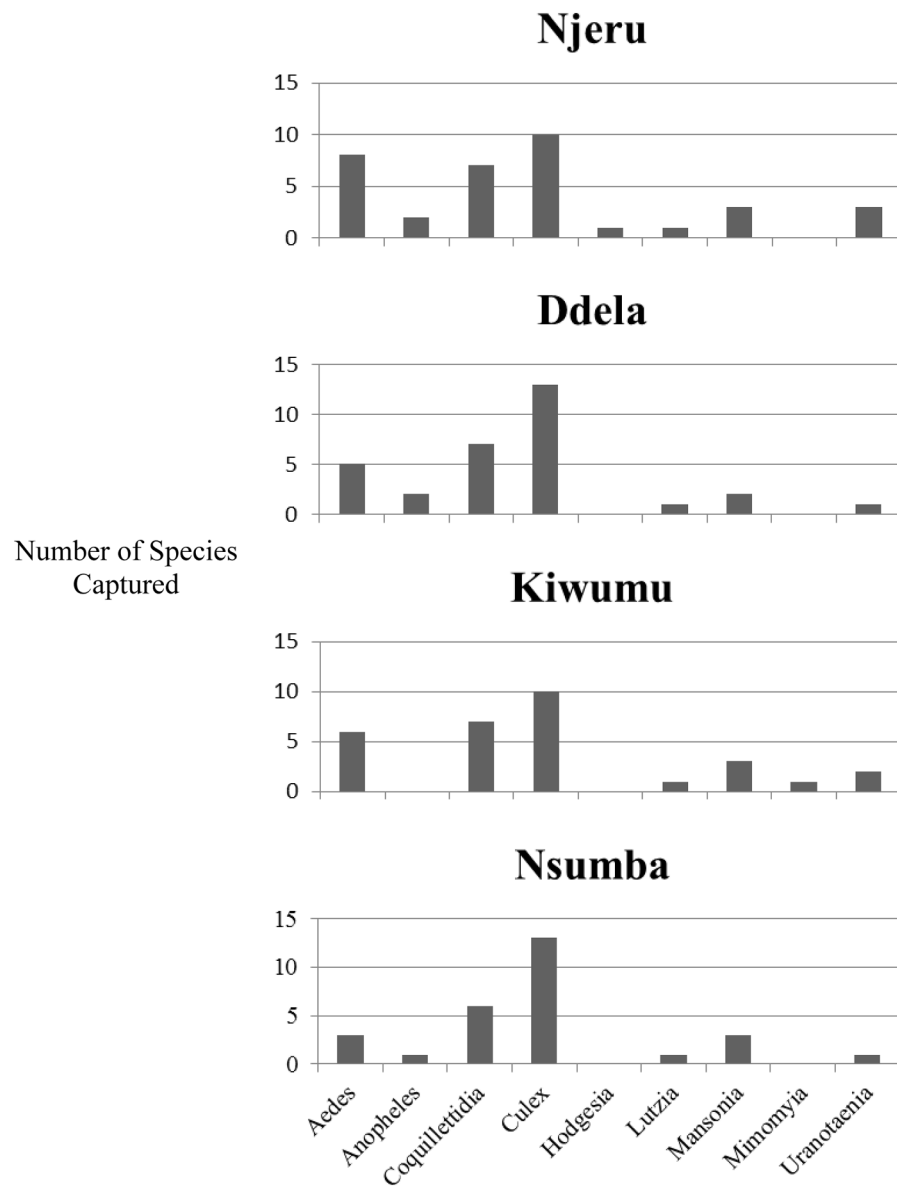 Njeru
15
10
5
0
Ddela
15
10
5
0
Number of Species
Captured
Kiwumu
15
10
5
0
Nsumba
15
10
5
0
Aedes
Anopheles
Coquillettidia
Culex
Hodgesia
Lutzia
Mansonia
Mimomyia
Uranotaenia